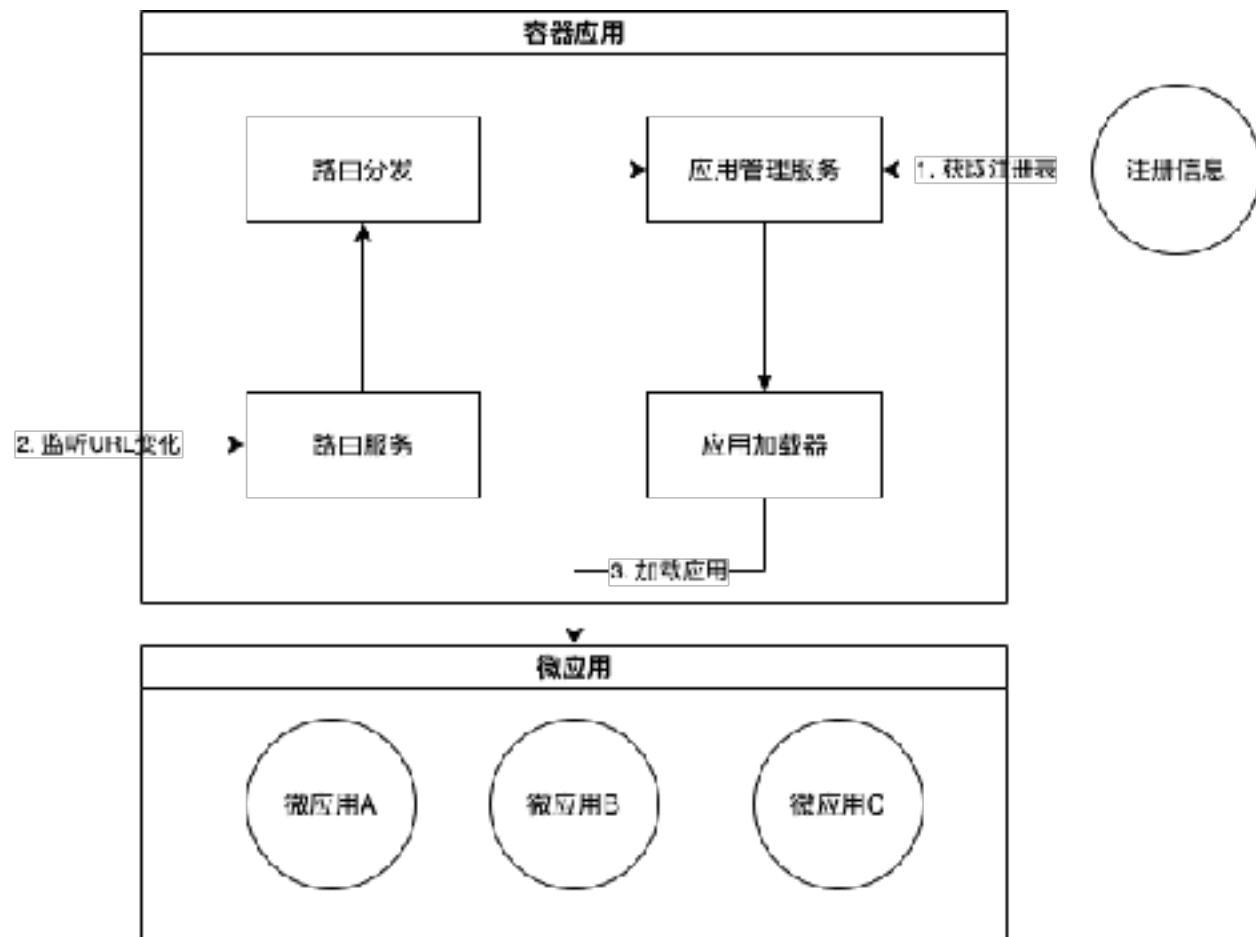 容器应用
路由分发
应用管理服务
1. 获取注册表
注册信息
2. 监听URL变化
路由服务
应用加载器
3. 加载应用
微应用
微应用A
微应用B
微应用C